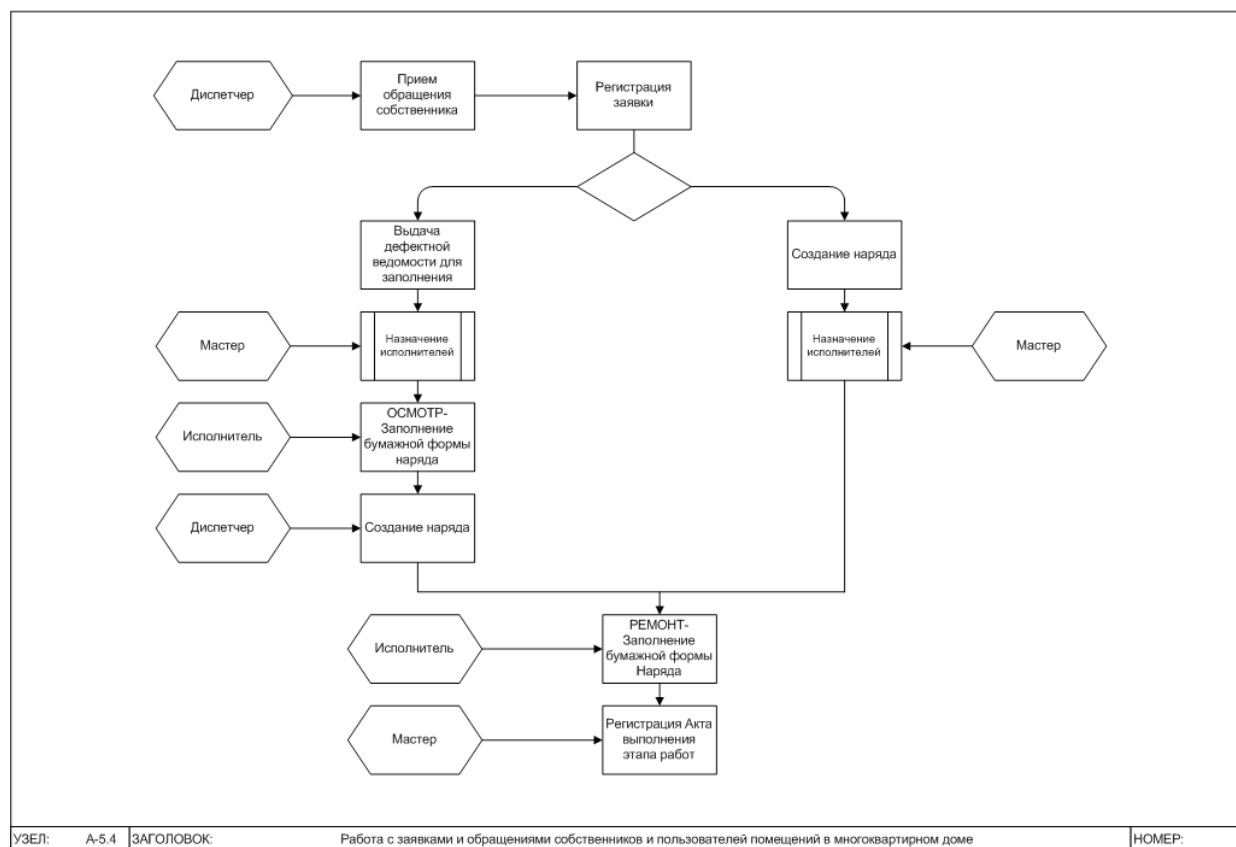 Диспетчер
Прием
обращения
собственника
Регистрация
заявки
Выдача
дефектной
ведомости для
заполнения
Создание наряда
Мастер
Назначение
исполнителей
Назначение
исполнителей
Мастер
Исполнитель
ОСМОТР-
Заполнение
бумажной формы
наряда
Диспетчер
Создание наряда
Исполнитель
РЕМОНТ-
Заполнение
бумажной формы
Наряда
Мастер
Регистрация Акта
выполнения
этапа работ
УЗЕЛ: А-5.4 ЗАГОЛОВОК: Работа с заявками и обращениями собственников и пользователей помещений в многоквартирном доме НОМЕР: